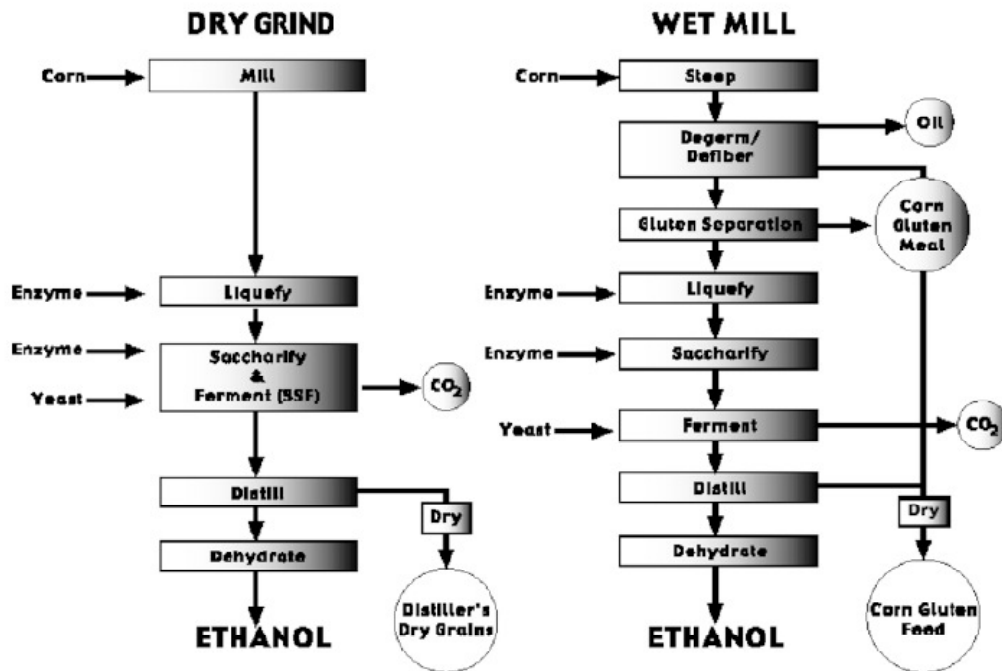 DRY GRIND
Corn
Mill
Enzyme
Liquefy
Enzyme
Yeast
Saccharify
&
Ferment (SSF)
CO2
Distill
Dry
Dehydrate
Distiller's
Dry Grains
ETHANOL
WET MILL
Corn
Steep
Degerm/
Defiber
Oil
Gluten Separation
Corn
Gluten
Meal
Enzyme
Liquefy
Enzyme
Saccharify
Yeast
Ferment
CO2
Distill
Dry
Dehydrate
Corn Gluten
Feed
ETHANOL